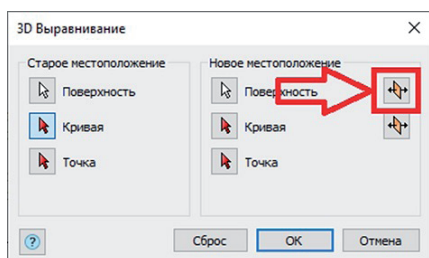 3D Выравнивание
Старое местоположение
Новое местоположение
Поверхность
Поверхность
Кривая
Кривая
Точка
Точка
?
Сброс
OK
Отмена